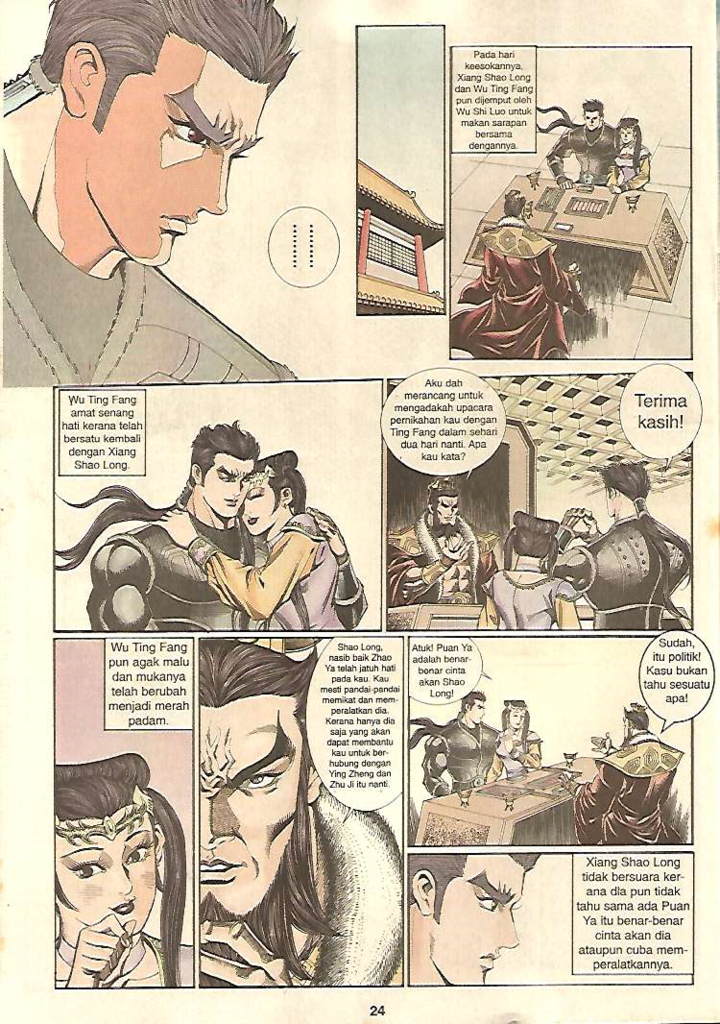 Pada hari
keesokannya,
Xiang Shao Long
dan Wu Ting Fang
pun dijemput oleh
Wu Shi Luo untuk
makan sarapan
bersama
dengannya.
Wu Ting Fang
amat senang
hati kerana telah
bersatu kembali
dengan Xiang
Shao Long.
Aku dah
merancang untuk
mengadakah upacara
pernikahan kau dengan
Ting Fang dalam sehari
dua hari nanti. Apa
kau kata?
Terima
kasih!
Wu Ting Fang
pun agak malu
dan mukanya
telah berubah
menjadi merah
padam.
Shao Long,
nasib baik Zhao
Ya telah jatuh hati
pada kau. Kau
mesti pandai-pandai
memikat dan mem-
peralatkan dia.
Kerana hanya dia
saja yang akan
dapat membantu
kau untuk ber-
hubung dengan
Ying Zheng dan
Zhu Ji itu nanti.
Atuk! Puan Ya
adalah benar-
benar cinta
akan Shao
Long!
Sudah,
itu politik!
Kasu bukan
tahu sesuatu
apa!
Xiang Shao Long
tidak bersuara ker-
ana dia pun tidak
tahu sama ada Puan
Ya itu benar-benar
cinta akan dia
ataupun cuba mem-
peralatkannya.
24